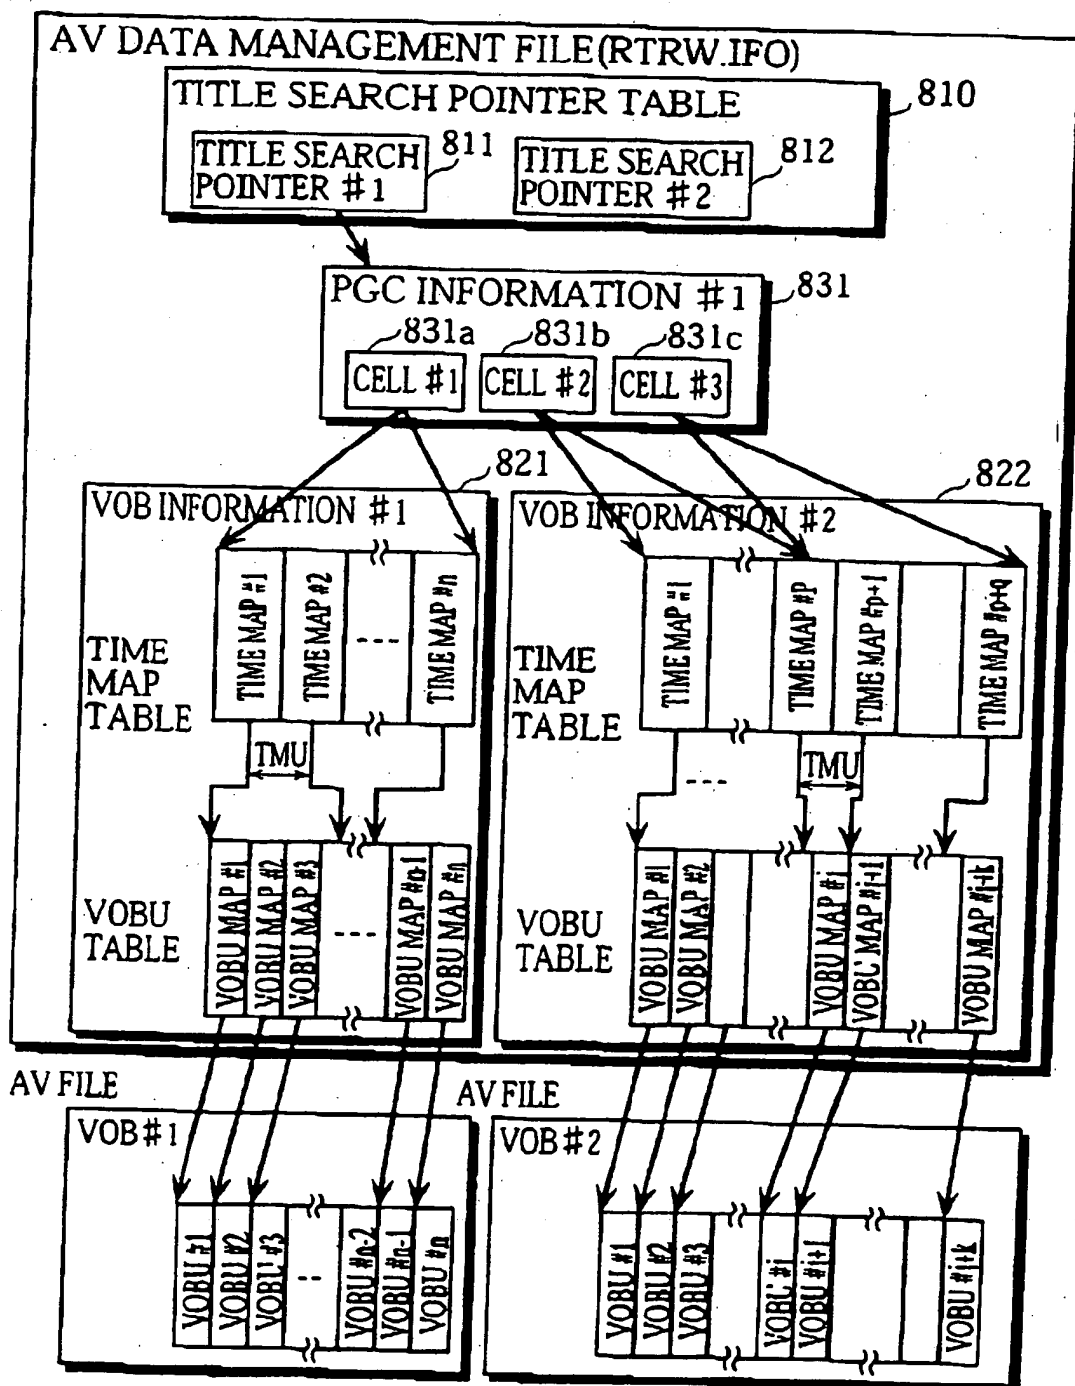 AV DATA MANAGEMENT FILE(RTRW.IFO)
TITLE SEARCH POINTER TABLE
810
TITLE SEARCH
POINTER #1
811
TITLE SEARCH
POINTER #2
812
PGC INFORMATION #1
831
831a
831b
831c
CELL #1
CELL #2
CELL #3
821
822
VOB INFORMATION #1
VOB INFORMATION #2
TIME
MAP
TABLE
TIME MAP #1
TIME MAP #2
----
TIME MAP #n
TIME
MAP
TABLE
TIME MAP #1
TIME MAP #P
TIME MAP #p+1
TIME MAP #p+q
TMU
---
TMU
VOBU
TABLE
VOBU MAP #1
VOBU MAP #2
VOBU MAP #3
----
VOBU MAP #n-1
VOBU MAP #n
VOBU
TABLE
VOBU MAP #1
VOBU MAP #2
VOBU MAP #i
VOBU MAP #i+1
VOBU MAP #i+k
AV FILE
AV FILE
VOB #1
VOB #2
VOBU #1
VOBU #2
VOBU #3
--
VOBU #n-2
VOBU #n-1
VOBU #n
VOBU #1
VOBU #2
VOBU #3
VOBU #i
VOBU #i+1
VOBU #i+k